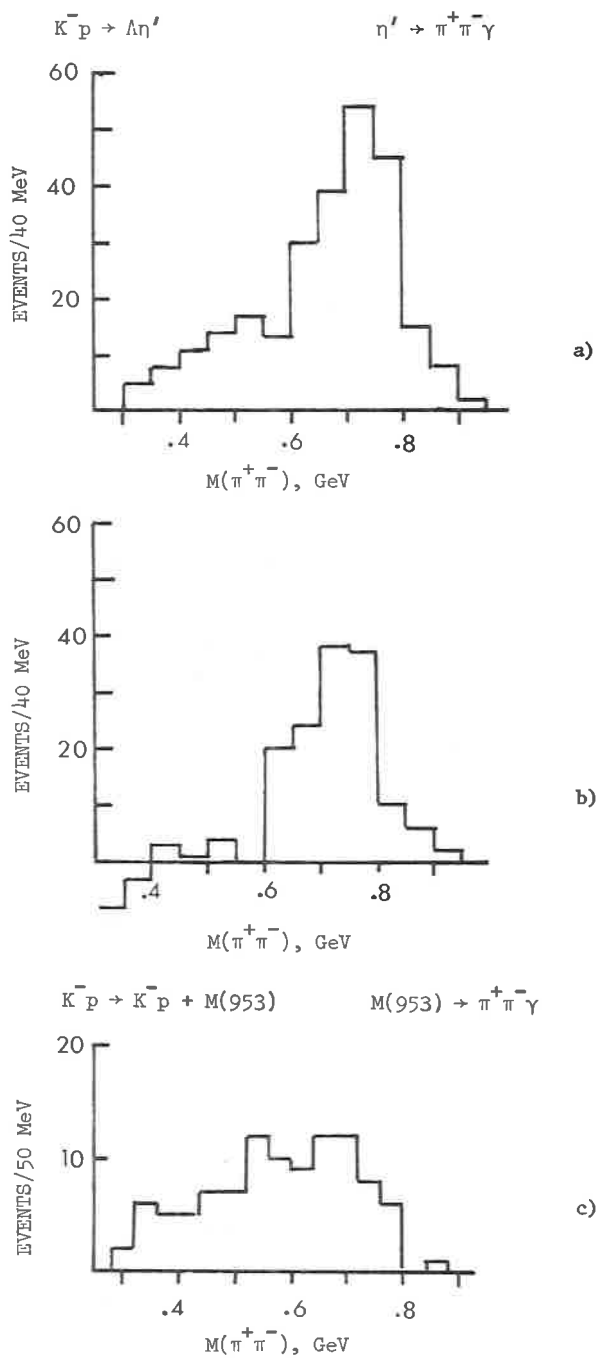 K⁻p → Λη′ η′ → π⁺π⁻γ
60
40
20
EVENTS/40 MeV
a)
.4 .6 .8
M(π⁺π⁻), GeV
60
40
20
EVENTS/40 MeV
b)
.4 .6 .8
M(π⁺π⁻), GeV
K⁻p → K⁻p + M(953) M(953) → π⁺π⁻γ
20
10
EVENTS/50 MeV
c)
.4 .6 .8
M(π⁺π⁻), GeV